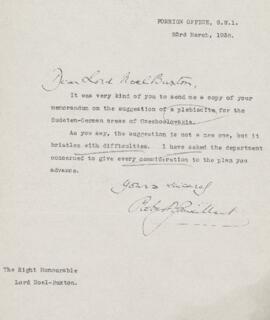 FOREIGN OFFICE, S.W.1.
23rd March, 1938.
Dear Lord Noel-Buxton,
It was very kind of you to send me a copy of your
memorandum on the suggestion of a plebiscite for the
Sudeten-German areas of Czechoslovakia.
As you say, the suggestion is not a new one, but it
bristles with difficulties. I have asked the department
concerned to give every consideration to the plan you
advance.
Yours sincerely
Robert Vansittart
The Right Honourable
Lord Noel-Buxton.